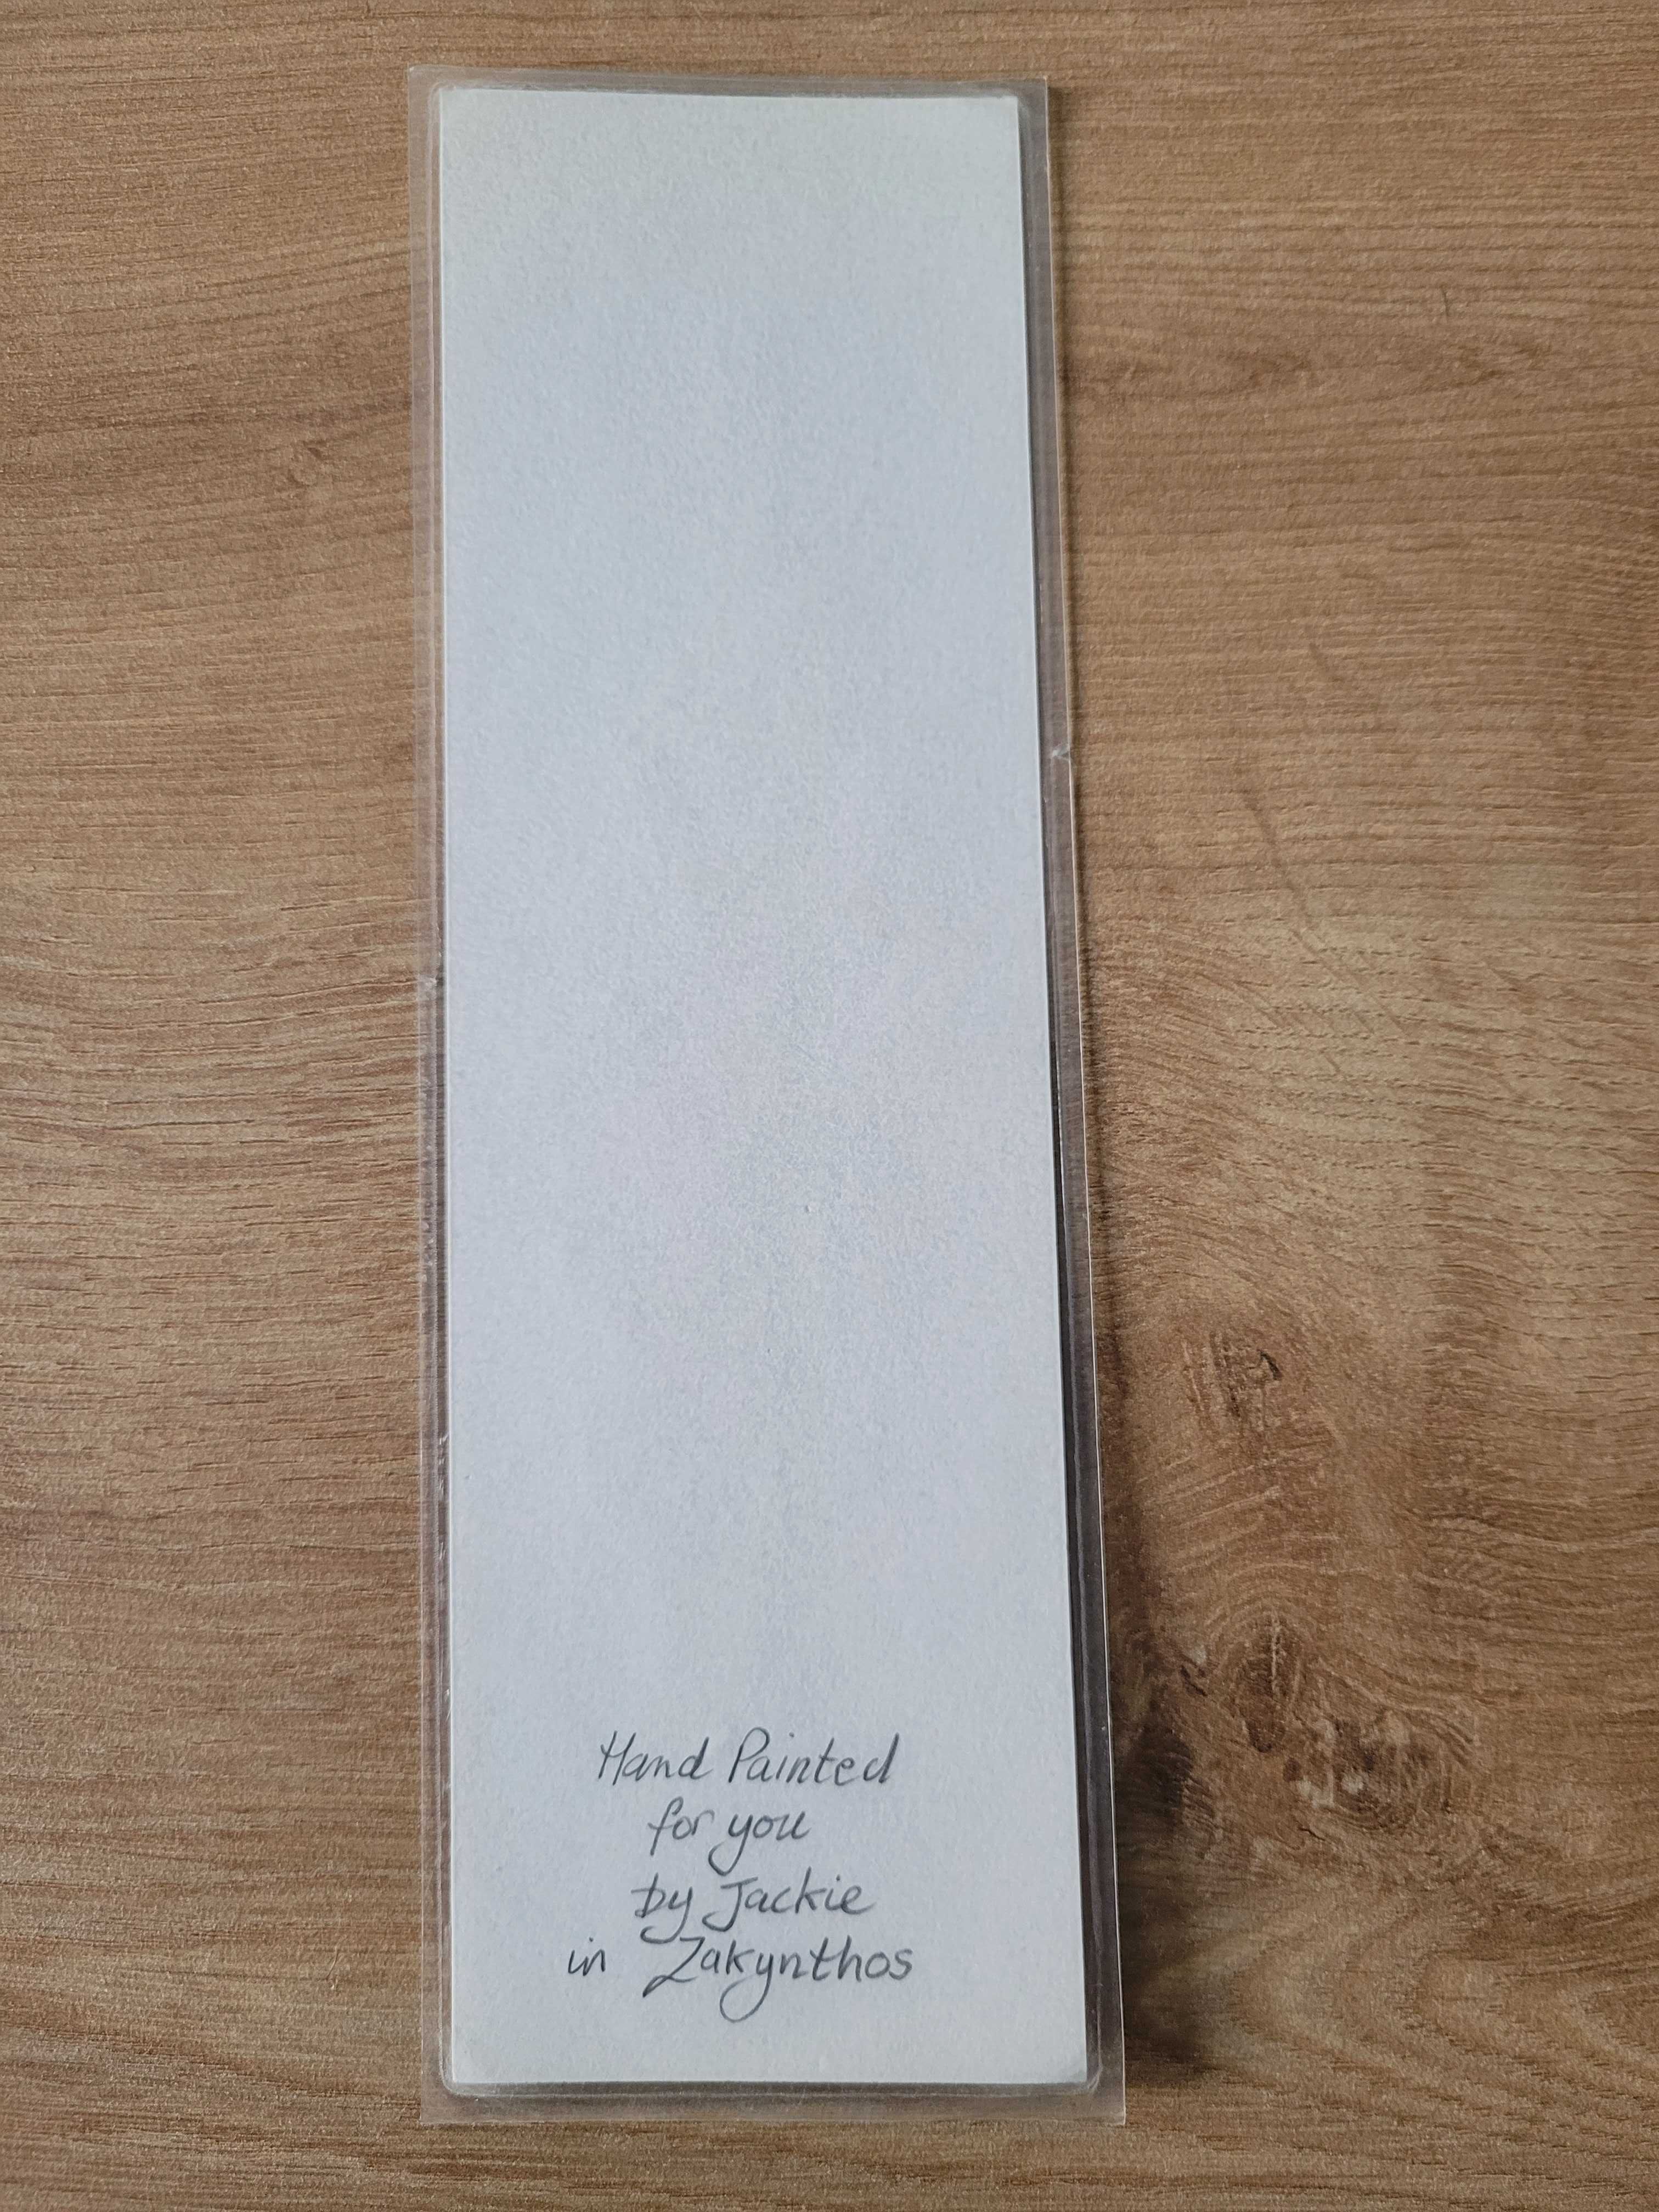 Hand Painted
for you
by Jackie
in Zakynthos